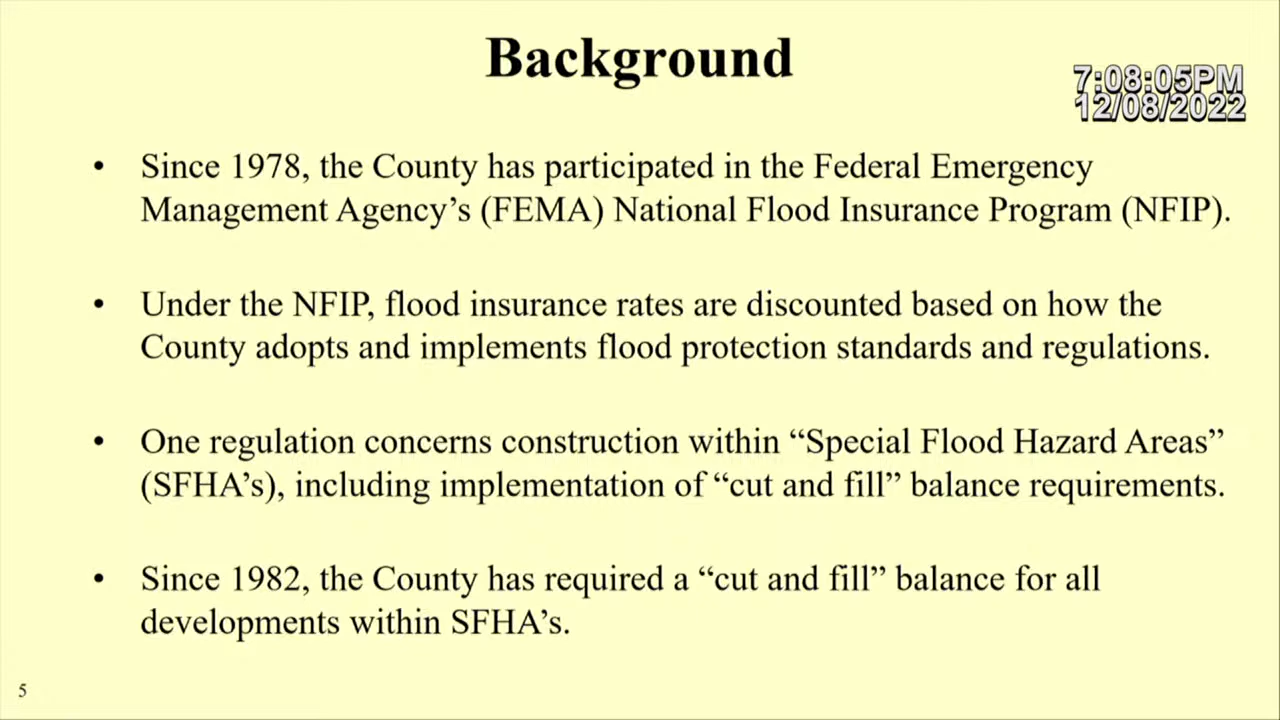 Background
7:08:05PM
12/08/2022
• Since 1978, the County has participated in the Federal Emergency
Management Agency’s (FEMA) National Flood Insurance Program (NFIP).
• Under the NFIP, flood insurance rates are discounted based on how the
County adopts and implements flood protection standards and regulations.
• One regulation concerns construction within “Special Flood Hazard Areas”
(SFHA’s), including implementation of “cut and fill” balance requirements.
• Since 1982, the County has required a “cut and fill” balance for all
developments within SFHA’s.
5